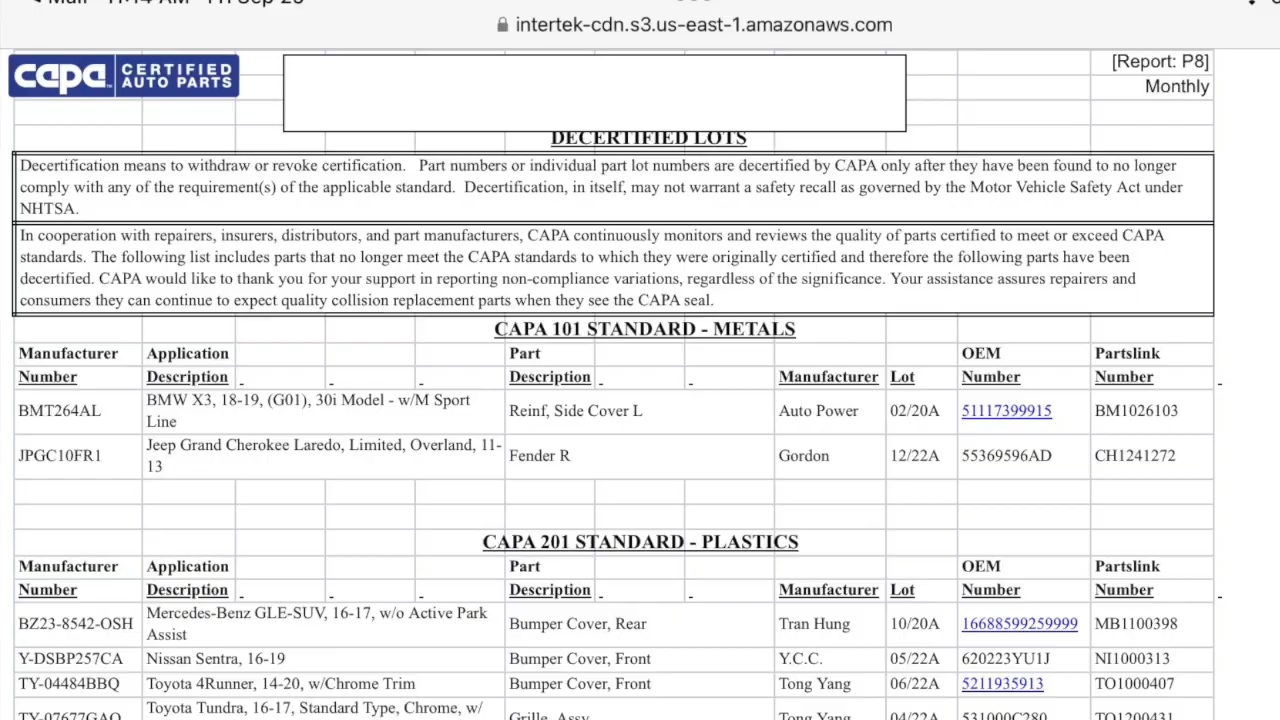 intertek-cdn.s3.us-east-1.amazonaws.com
capa CERTIFIED AUTO PARTS
[Report: P8]
Monthly
DECERTIFIED LOTS
Decertification means to withdraw or revoke certification. Part numbers or individual part lot numbers are decertified by CAPA only after they have been found to no longer
comply with any of the requirement(s) of the applicable standard. Decertification, in itself, may not warrant a safety recall as governed by the Motor Vehicle Safety Act under
NHTSA.
In cooperation with repairers, insurers, distributors, and part manufacturers, CAPA continuously monitors and reviews the quality of parts certified to meet or exceed CAPA
standards. The following list includes parts that no longer meet the CAPA standards to which they were originally certified and therefore the following parts have been
decertified. CAPA would like to thank you for your support in reporting non-compliance variations, regardless of the significance. Your assistance assures repairers and
consumers they can continue to expect quality collision replacement parts when they see the CAPA seal.
CAPA 101 STANDARD - METALS
Manufacturer Application Part OEM Partslink
Number Description Description Manufacturer Lot Number Number
BMT264AL BMW X3, 18-19, (G01), 30i Model - w/M Sport Line Reinf, Side Cover L Auto Power 02/20A 51117399915 BM1026103
JPGC10FR1 Jeep Grand Cherokee Laredo, Limited, Overland, 11-13 Fender R Gordon 12/22A 55369596AD CH1241272
CAPA 201 STANDARD - PLASTICS
Manufacturer Application Part OEM Partslink
Number Description Description Manufacturer Lot Number Number
BZ23-8542-OSH Mercedes-Benz GLE-SUV, 16-17, w/o Active Park Assist Bumper Cover, Rear Tran Hung 10/20A 16688599259999 MB1100398
Y-DSBP257CA Nissan Sentra, 16-19 Bumper Cover, Front Y.C.C. 05/22A 620223YU1J NI1000313
TY-04484BBQ Toyota 4Runner, 14-20, w/Chrome Trim Bumper Cover, Front Tong Yang 06/22A 5211935913 TO1000407
TY-07677GAO Toyota Tundra, 16-17, Standard Type, Chrome, w/ Grille, Assy Tong Yang 04/22A 531000C280 TO1200431